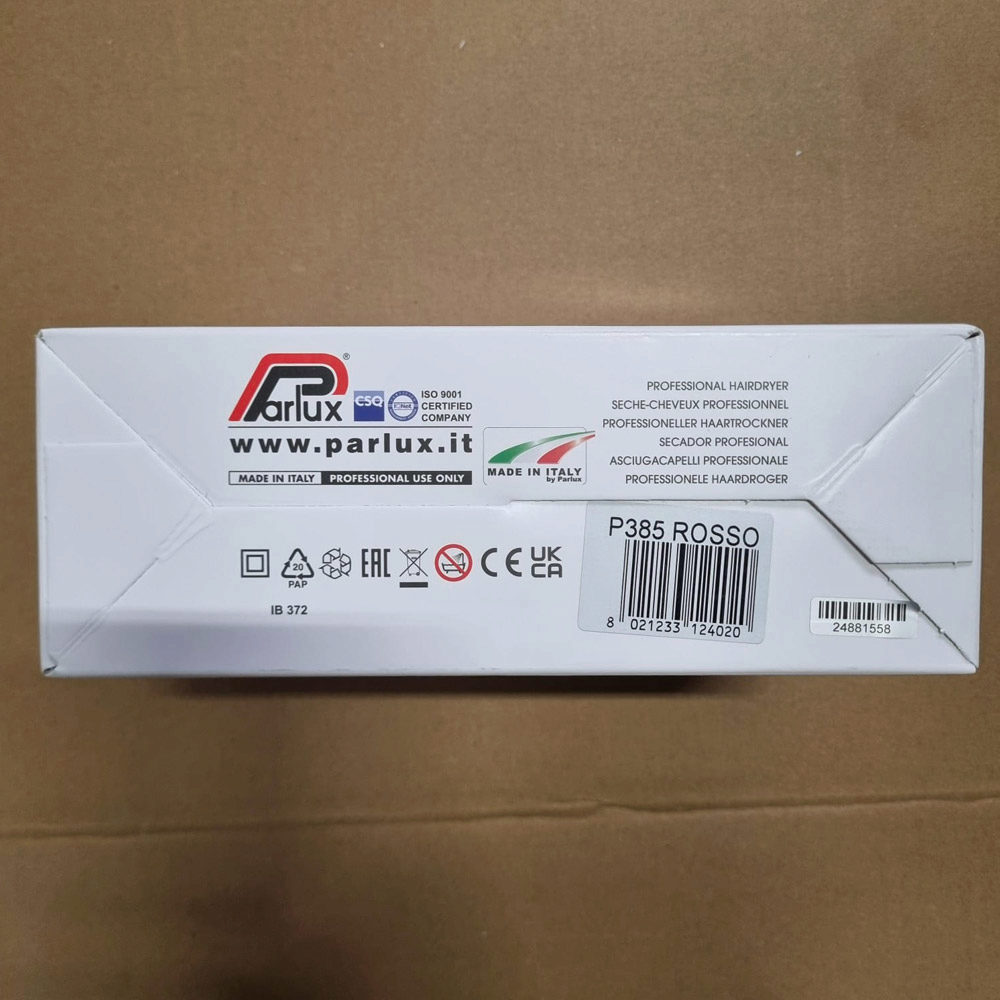 Parlux®
CSQ
IQNet
ISO 9001
CERTIFIED
COMPANY
www.parlux.it
MADE IN ITALY
PROFESSIONAL USE ONLY
MADE IN ITALY
by Parlux
PROFESSIONAL HAIRDRYER
SECHE-CHEVEUX PROFESSIONNEL
PROFESSIONELLER HAARTROCKNER
SECADOR PROFESIONAL
ASCIUGACAPELLI PROFESSIONALE
PROFESSIONELE HAARDROGER
20
PAP
EAC
CE
UK
CA
IB 372
P385 ROSSO
8 021233 124020
24881558